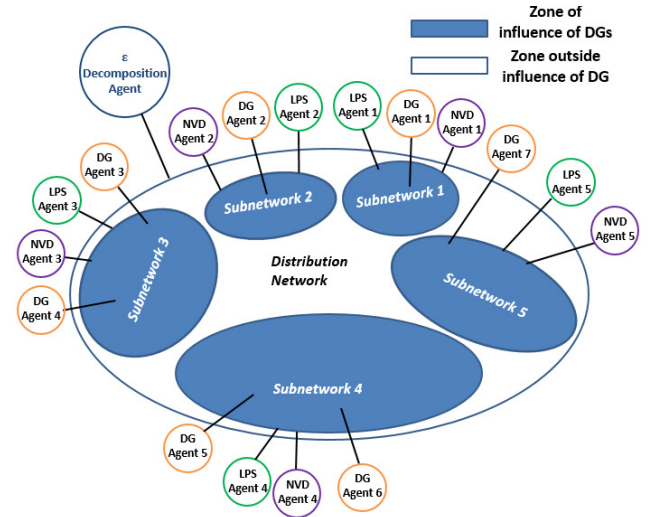 Zone of
influence of DGs
Zone outside
influence of DG
ε
Decomposition
Agent
NVD
Agent 2
DG
Agent 2
LPS
Agent 2
LPS
Agent 1
DG
Agent 1
NVD
Agent 1
DG
Agent 7
LPS
Agent 5
NVD
Agent 5
DG
Agent 3
LPS
Agent 3
NVD
Agent 3
DG
Agent 4
Subnetwork 2
Subnetwork 1
Subnetwork 3
Distribution
Network
Subnetwork 5
Subnetwork 4
DG
Agent 5
LPS
Agent 4
NVD
Agent 4
DG
Agent 6